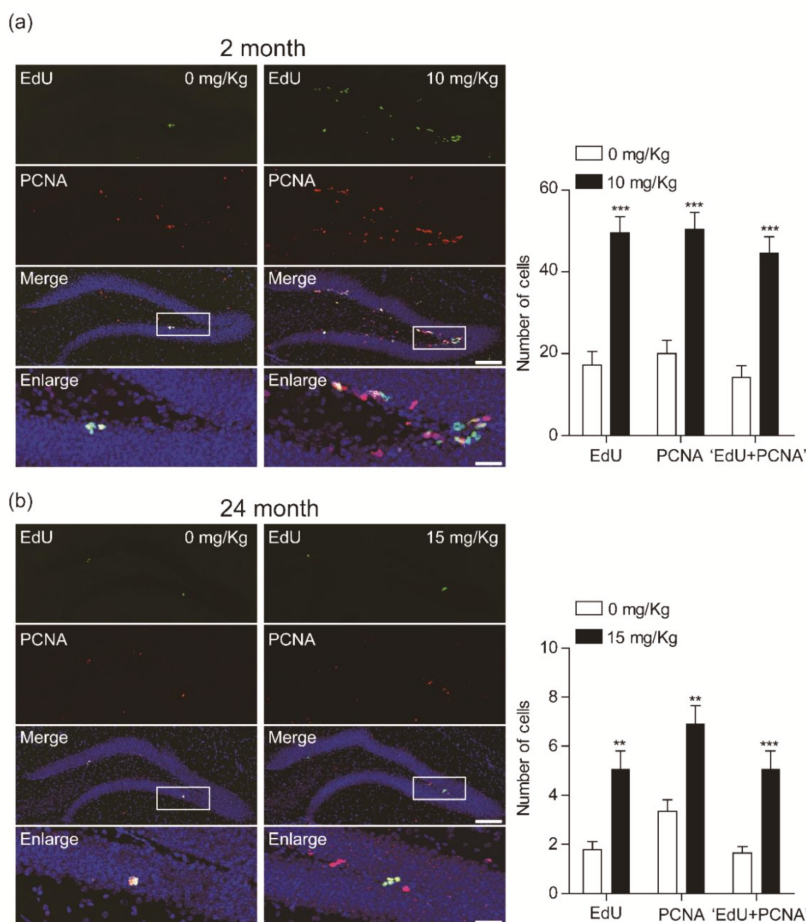 (a)
2 month
EdU 0 mg/Kg
EdU 10 mg/Kg
PCNA
PCNA
Merge
Merge
Enlarge
Enlarge
0 mg/Kg
10 mg/Kg
Number of cells
60
40
20
0
***
***
***
EdU PCNA 'EdU+PCNA'
(b)
24 month
EdU 0 mg/Kg
EdU 15 mg/Kg
PCNA
PCNA
Merge
Merge
Enlarge
Enlarge
0 mg/Kg
15 mg/Kg
Number of cells
10
8
6
4
2
0
**
**
***
EdU PCNA 'EdU+PCNA'